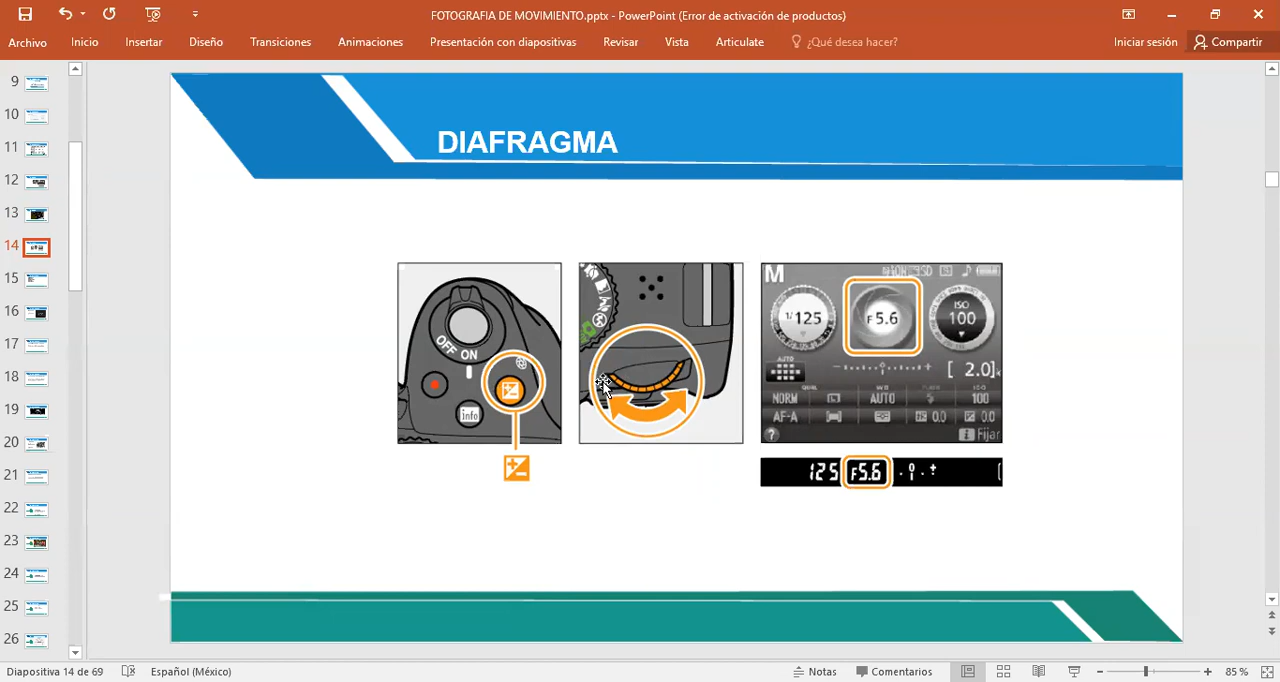 FOTOGRAFIA DE MOVIMIENTO.pptx - PowerPoint (Error de activación de productos)
Archivo Inicio Insertar Diseño Transiciones Animaciones Presentación con diapositivas Revisar Vista Articulate ¿Qué desea hacer? Iniciar sesión Compartir
9
10
11
12
13
14
15
16
17
18
19
20
21
22
23
24
25
26
DIAFRAGMA
OFF ON
info
M
1/125
F5.6
ISO
100
AUTO
[ 2.0]k
QUAL WB ISO
NORM AUTO 100
AF-A 0.0 0.0
? i Fijar
125 F5.6
Diapositiva 14 de 69 Español (México) Notas Comentarios 85 %